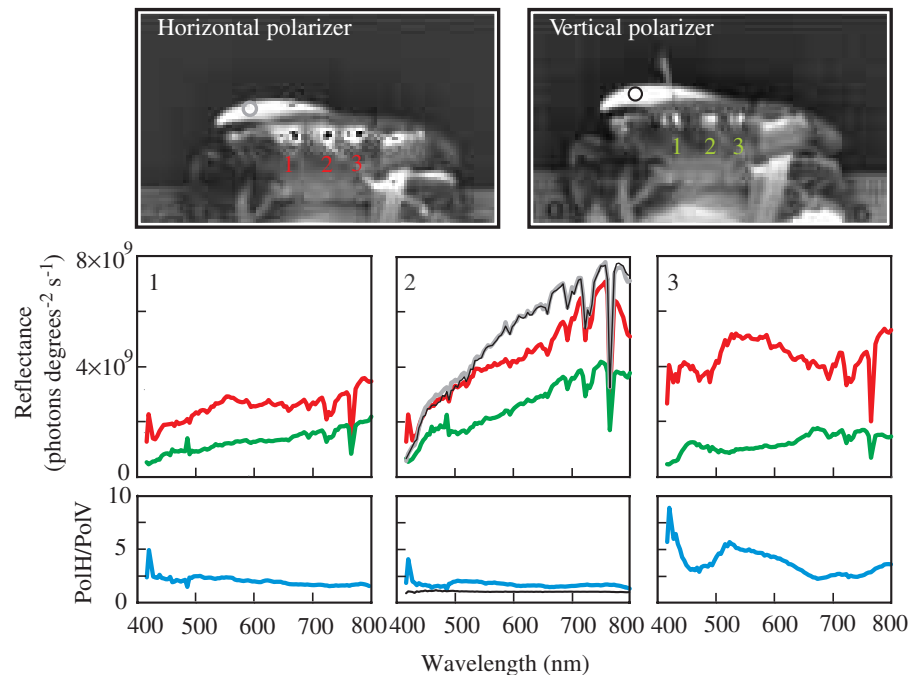 Horizontal polarizer
Vertical polarizer
1 2 3
1 2 3
8×10⁹
4×10⁹
0
Reflectance
(photons degrees⁻² s⁻¹)
1
2
3
10
5
0
PolH/PolV
400 500 600 700 800
400 500 600 700 800
400 500 600 700 800
Wavelength (nm)